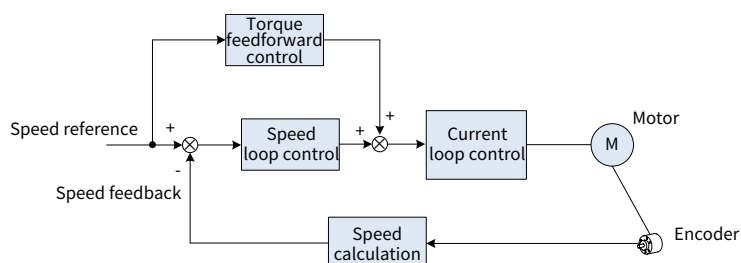 Torque
feedforward
control
+
Speed reference
+
Speed
loop control
+
Current
loop control
Motor
M
-
Speed feedback
Encoder
Speed
calculation